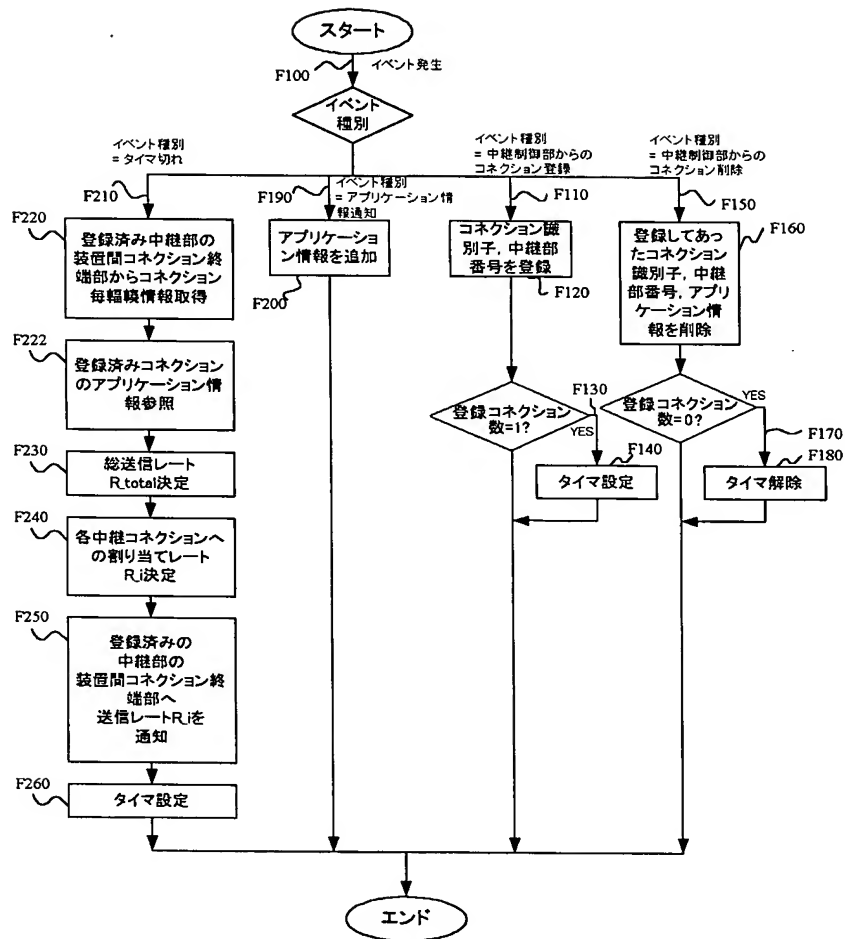 スタート
F100
イベント発生
イベント
種別
イベント種別
= タイマ切れ
F210
F220
登録済み中継部の
装置間コネクション終
端部からコネクション
毎輻輳情報取得
F222
登録済みコネクション
のアプリケーション情
報参照
F230
総送信レート
R_total決定
F240
各中継コネクションへ
の割り当てレート
R_i決定
F250
登録済みの
中継部の
装置間コネクション終
端部へ
送信レートR_iを
通知
F260
タイマ設定
F190
イベント種別
= アプリケーション情
報通知
アプリケーショ
ン情報を追加
F200
イベント種別
= 中継制御部からの
コネクション登録
F110
コネクション識
別子, 中継部
番号を登録
F120
登録コネクション
数=1?
F130
YES
F140
タイマ設定
イベント種別
= 中継制御部からの
コネクション削除
F150
F160
登録してあっ
たコネクション
識別子, 中継
部番号, アプリ
ケーション情
報を削除
登録コネクション
数=0?
YES
F170
F180
タイマ解除
エンド